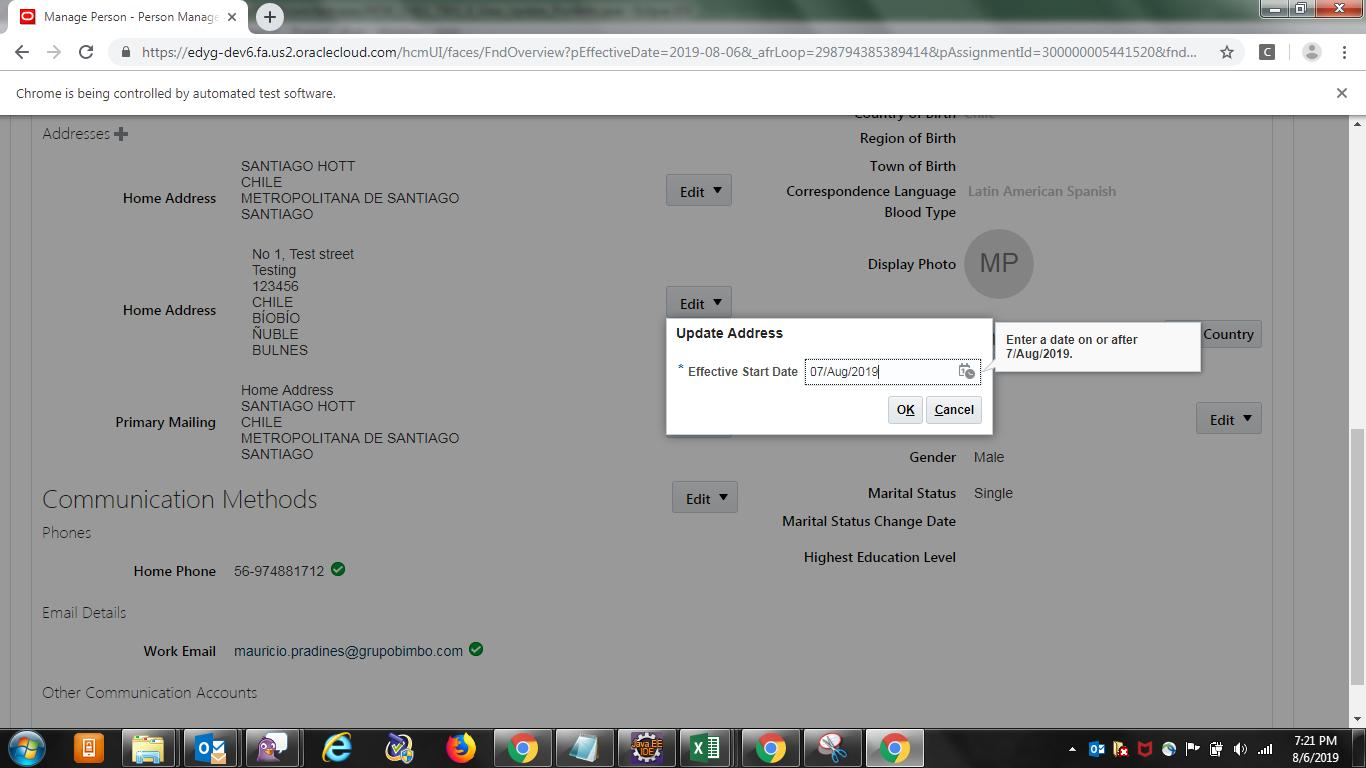 Manage Person - Person Manage
https://edyg-dev6.fa.us2.oraclecloud.com/hcmUI/faces/FndOverview?pEffectiveDate=2019-08-06&_afrLoop=298794385389414&pAssignmentId=300000005441520&fnd...
C
Chrome is being controlled by automated test software.
Addresses
Home Address
SANTIAGO HOTT
CHILE
METROPOLITANA DE SANTIAGO
SANTIAGO
Edit
Home Address
No 1, Test street
Testing
123456
CHILE
BÍOBÍO
ÑUBLE
BULNES
Edit
Primary Mailing
Home Address
SANTIAGO HOTT
CHILE
METROPOLITANA DE SANTIAGO
SANTIAGO
Communication Methods
Edit
Phones
Home Phone 56-974881712
Email Details
Work Email mauricio.pradines@grupobimbo.com
Other Communication Accounts
Country of Birth Chile
Region of Birth
Town of Birth
Correspondence Language Latin American Spanish
Blood Type
Display Photo MP
Country
Edit
Gender Male
Marital Status Single
Marital Status Change Date
Highest Education Level
Update Address
* Effective Start Date 07/Aug/2019
OK Cancel
Enter a date on or after
7/Aug/2019.
Java EE
IDE
7:21 PM
8/6/2019